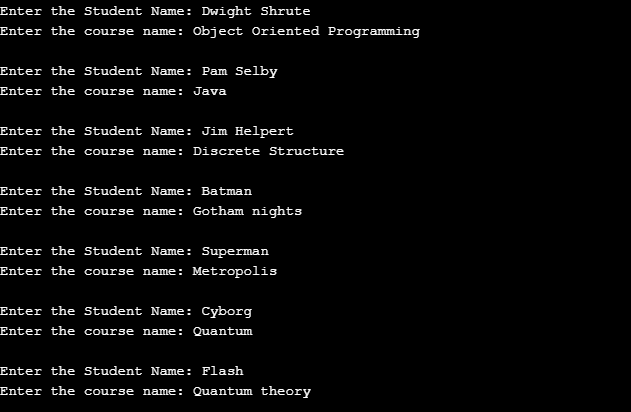 Enter the Student Name: Dwight Shrute
Enter the course name: Object Oriented Programming
Enter the Student Name: Pam Selby
Enter the course name: Java
Enter the Student Name: Jim Helpert
Enter the course name: Discrete Structure
Enter the Student Name: Batman
Enter the course name: Gotham nights
Enter the Student Name: Superman
Enter the course name: Metropolis
Enter the Student Name: Cyborg
Enter the course name: Quantum
Enter the Student Name: Flash
Enter the course name: Quantum theory